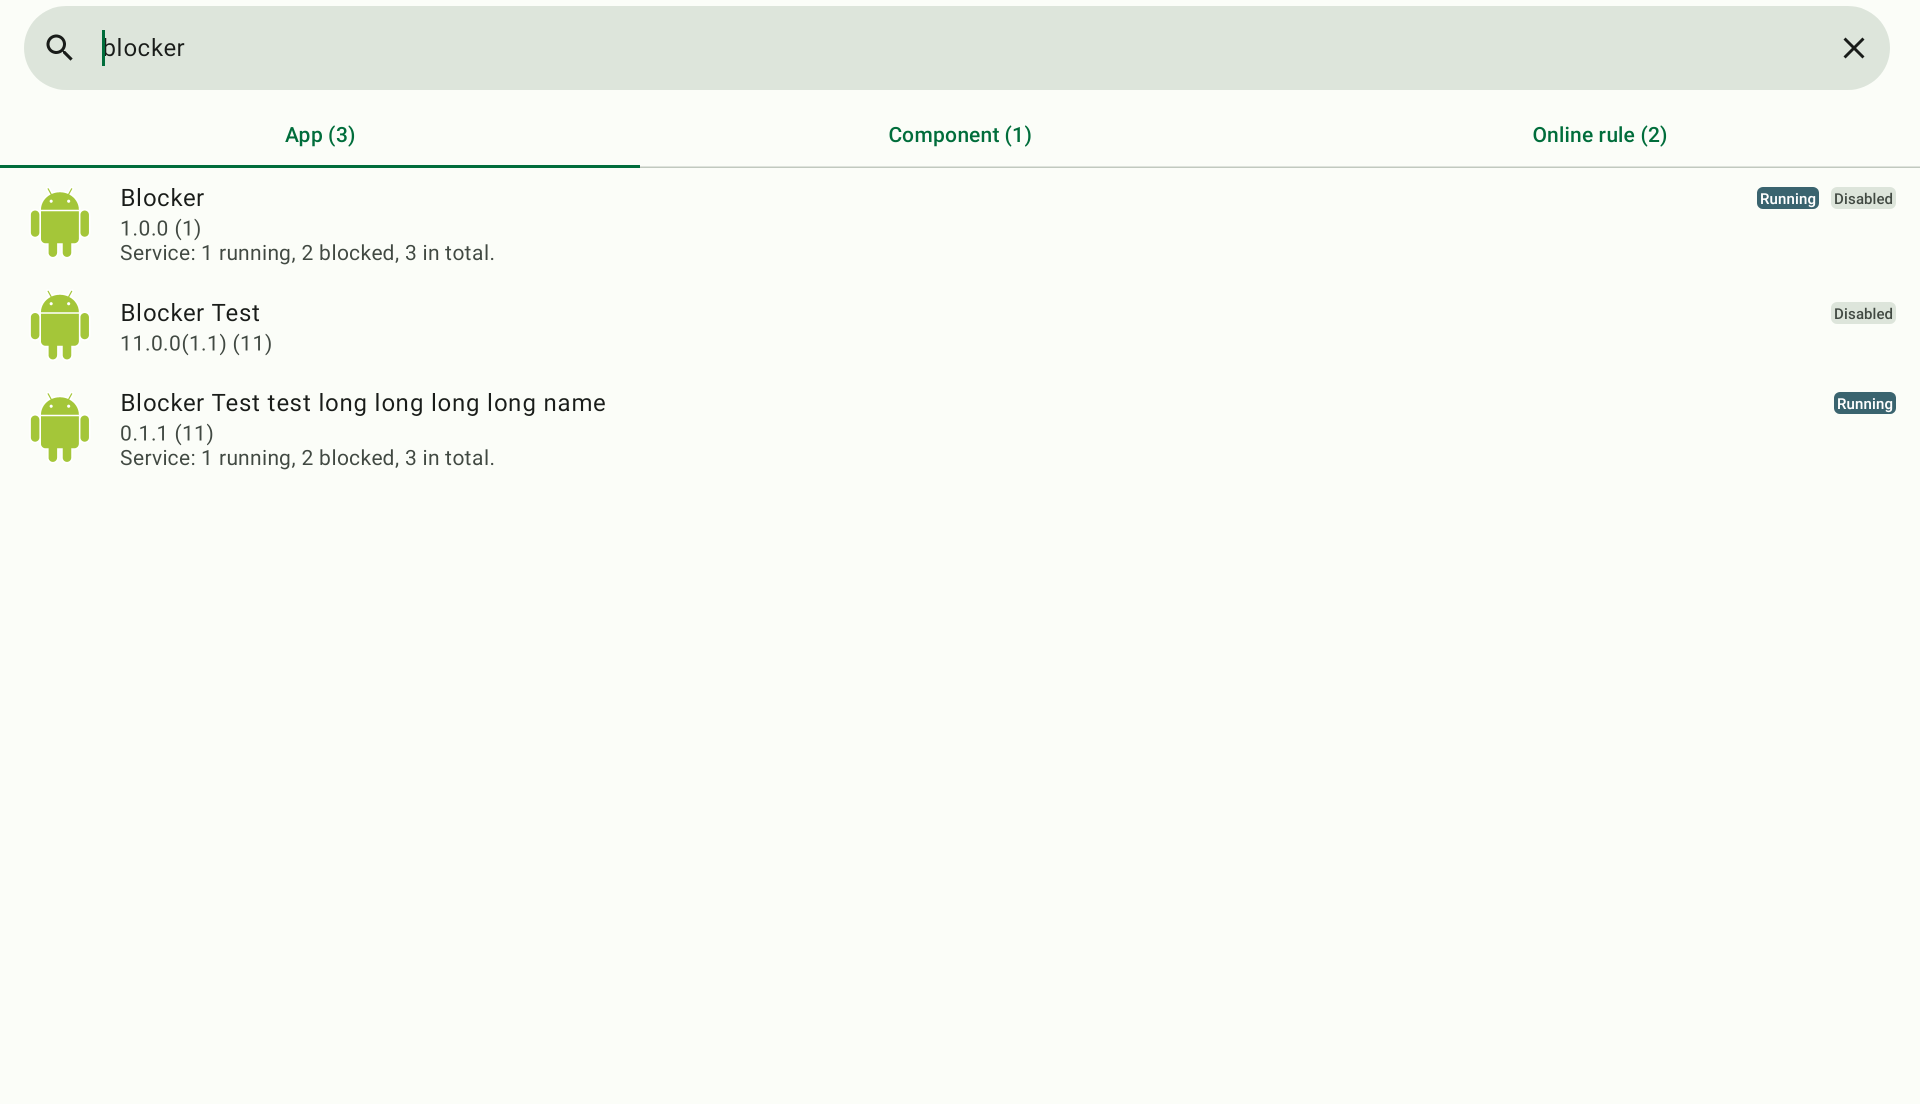 blocker
App (3)
Component (1)
Online rule (2)
Blocker
Running
Disabled
1.0.0 (1)
Service: 1 running, 2 blocked, 3 in total.
Blocker Test
Disabled
11.0.0(1.1) (11)
Blocker Test test long long long long name
Running
0.1.1 (11)
Service: 1 running, 2 blocked, 3 in total.